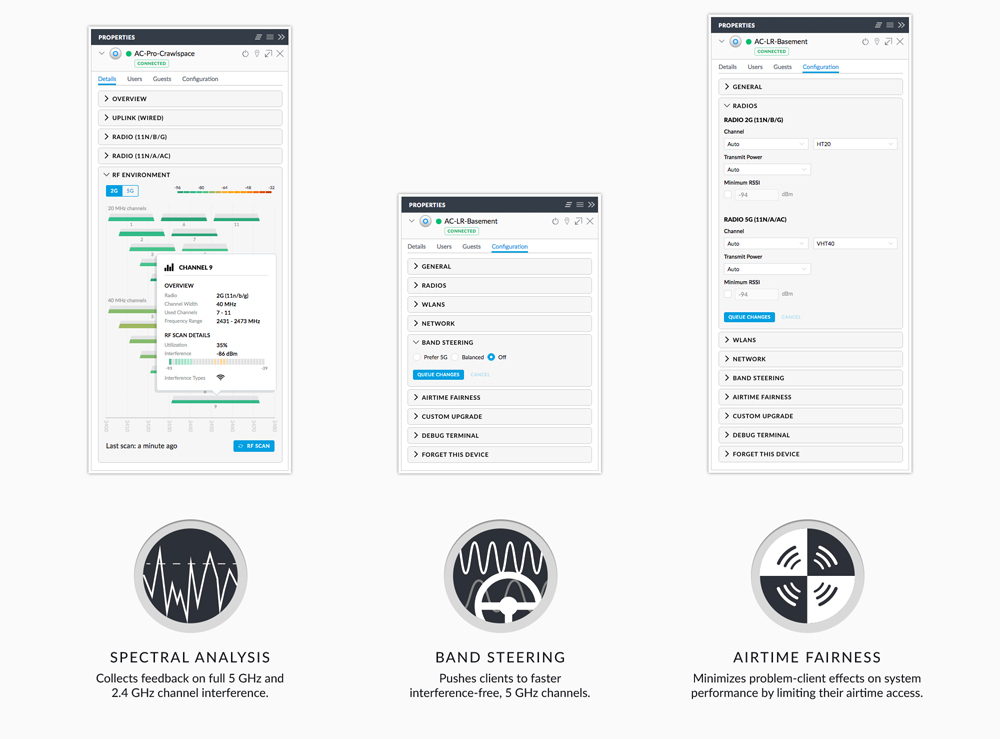 PROPERTIES
AC-Pro-Crawlspace
CONNECTED
Details Users Guests Configuration
OVERVIEW
UPLINK (WIRED)
RADIO (11N/B/G)
RADIO (11N/A/AC)
RF ENVIRONMENT
2G 5G
-96 -80 -64 -48 -32
20 MHz channels
1 6 11
2 7
3
40 MHz channels
5
CHANNEL 9
OVERVIEW
Radio 2G (11n/b/g)
Channel Width 40 MHz
Used Channels 7 - 11
Frequency Range 2431 - 2473 MHz
RF SCAN DETAILS
Utilization 35%
Interference -86 dBm
-95 -19
Interference Types
9
Last scan: a minute ago
RF SCAN
PROPERTIES
AC-LR-Basement
CONNECTED
Details Users Guests Configuration
GENERAL
RADIOS
WLANS
NETWORK
BAND STEERING
Prefer 5G Balanced Off
QUEUE CHANGES CANCEL
AIRTIME FAIRNESS
CUSTOM UPGRADE
DEBUG TERMINAL
FORGET THIS DEVICE
PROPERTIES
AC-LR-Basement
CONNECTED
Details Users Guests Configuration
GENERAL
RADIOS
RADIO 2G (11N/B/G)
Channel
Auto HT20
Transmit Power
Auto
Minimum RSSI
-94 dBm
RADIO 5G (11N/A/AC)
Channel
Auto VHT40
Transmit Power
Auto
Minimum RSSI
-94 dBm
QUEUE CHANGES CANCEL
WLANS
NETWORK
BAND STEERING
AIRTIME FAIRNESS
CUSTOM UPGRADE
DEBUG TERMINAL
FORGET THIS DEVICE
SPECTRAL ANALYSIS
Collects feedback on full 5 GHz and
2.4 GHz channel interference.
BAND STEERING
Pushes clients to faster
interference-free, 5 GHz channels.
AIRTIME FAIRNESS
Minimizes problem-client effects on system
performance by limiting their airtime access.